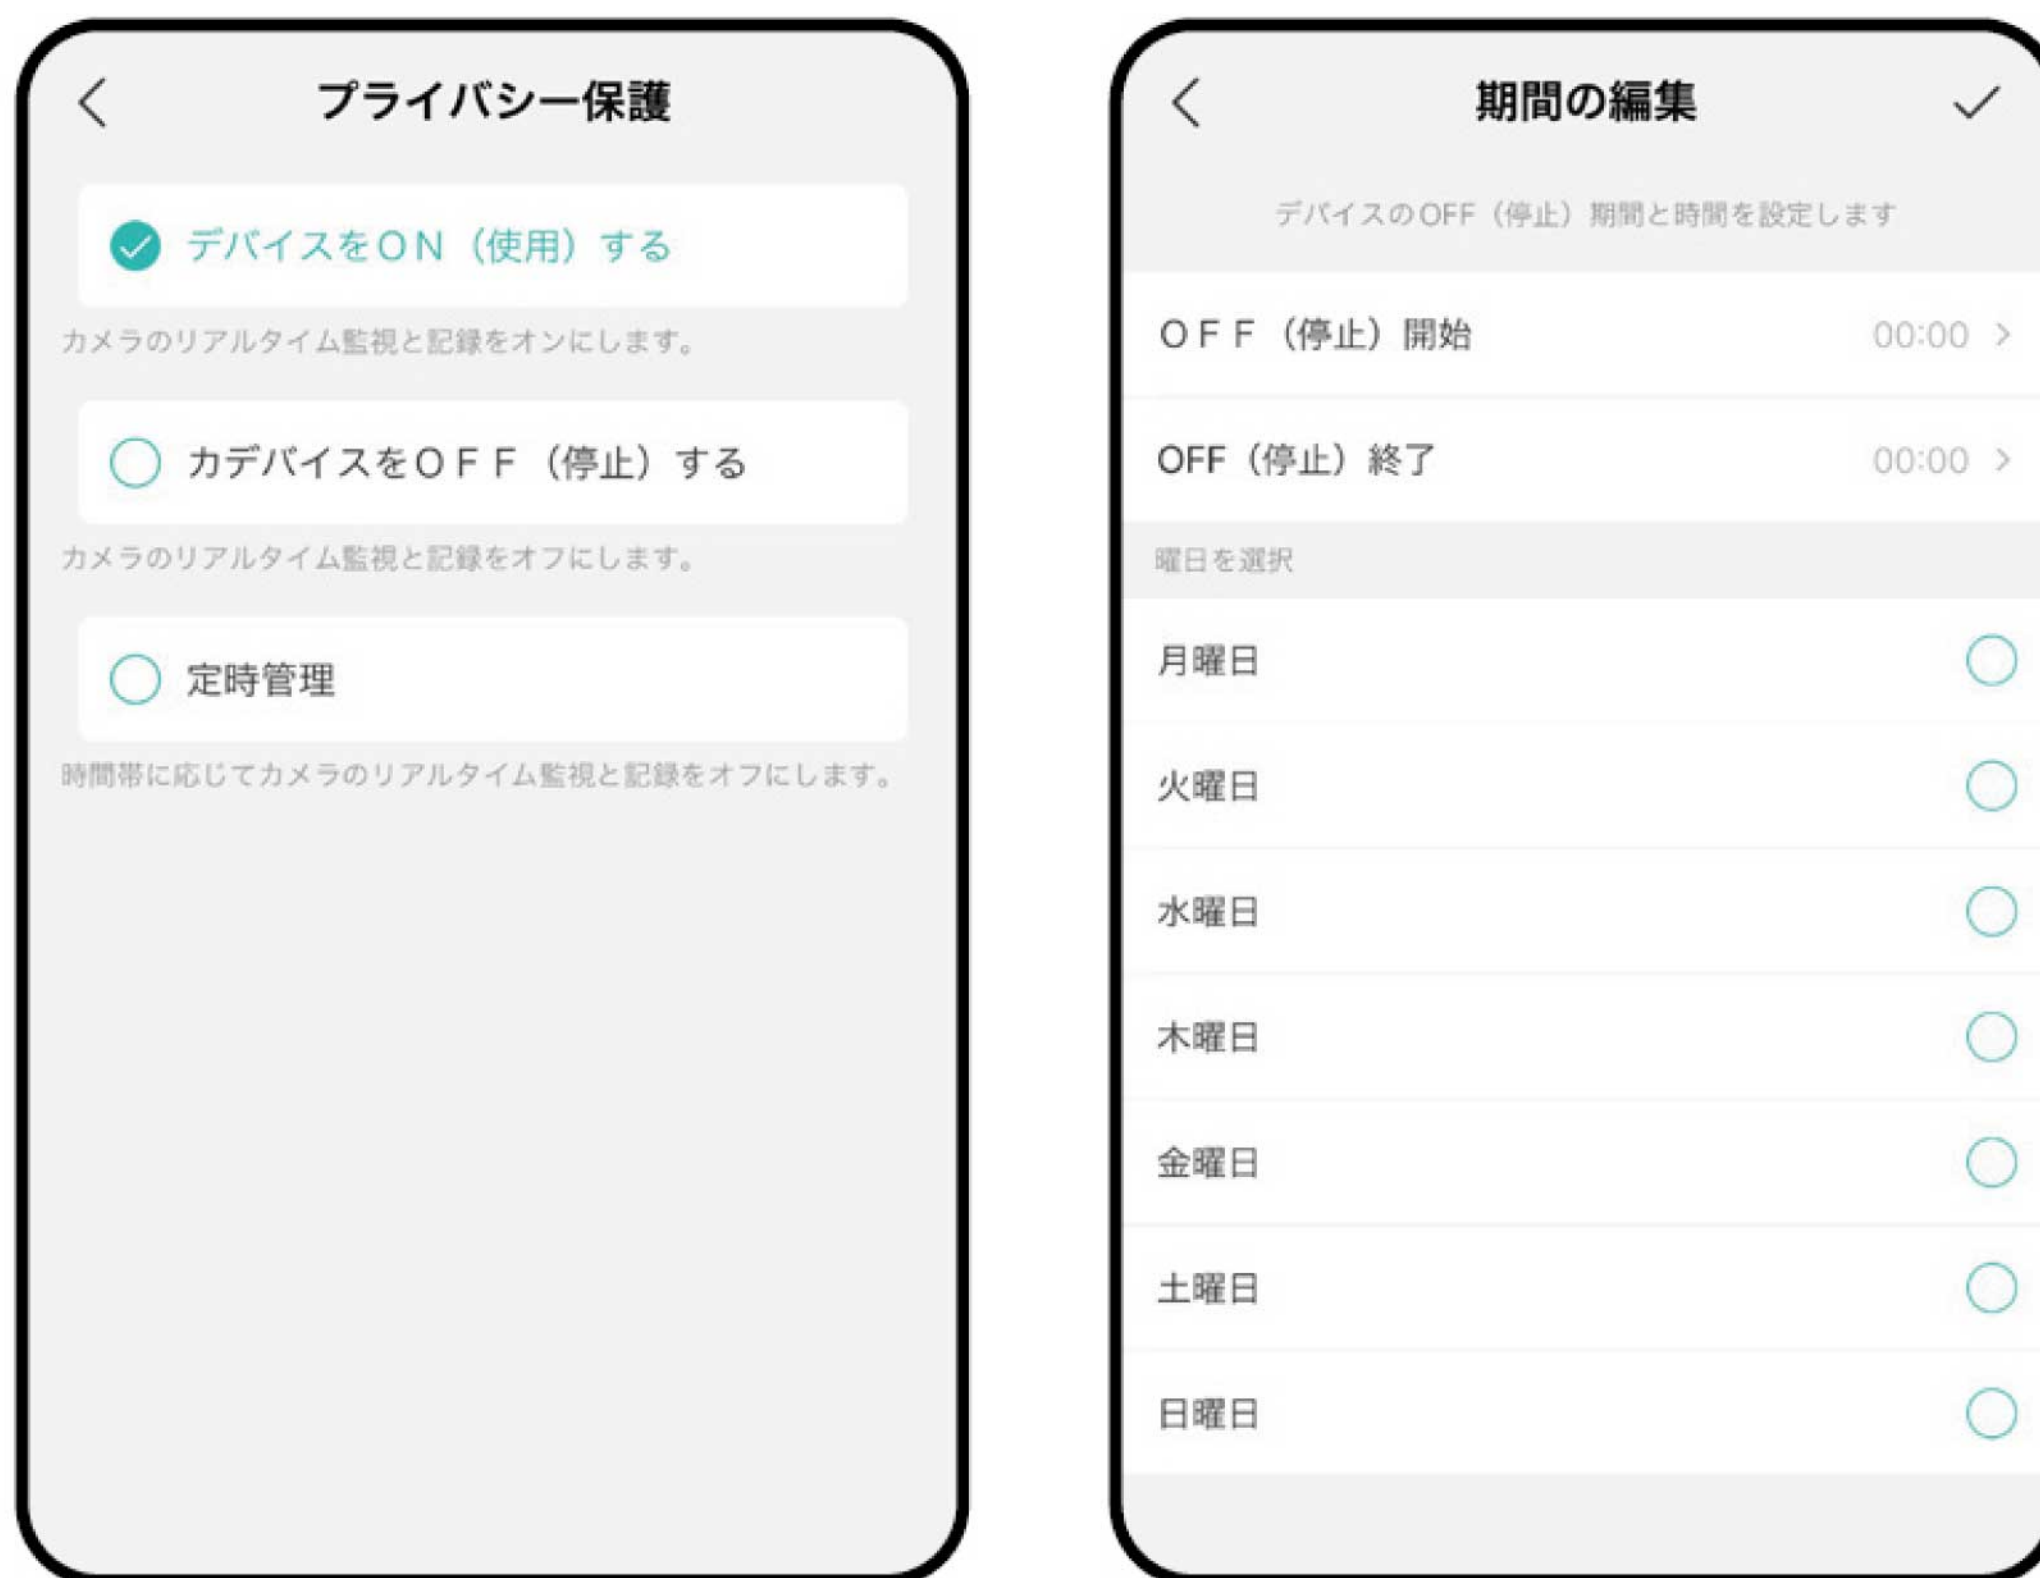 プライバシー保護
デバイスをＯＮ（使用）する
カメラのリアルタイム監視と記録をオンにします。
カデバイスをＯＦＦ（停止）する
カメラのリアルタイム監視と記録をオフにします。
定時管理
時間帯に応じてカメラのリアルタイム監視と記録をオフにします。
期間の編集
デバイスのOFF（停止）期間と時間を設定します
ＯＦＦ（停止）開始 00:00
OFF（停止）終了 00:00
曜日を選択
月曜日
火曜日
水曜日
木曜日
金曜日
土曜日
日曜日